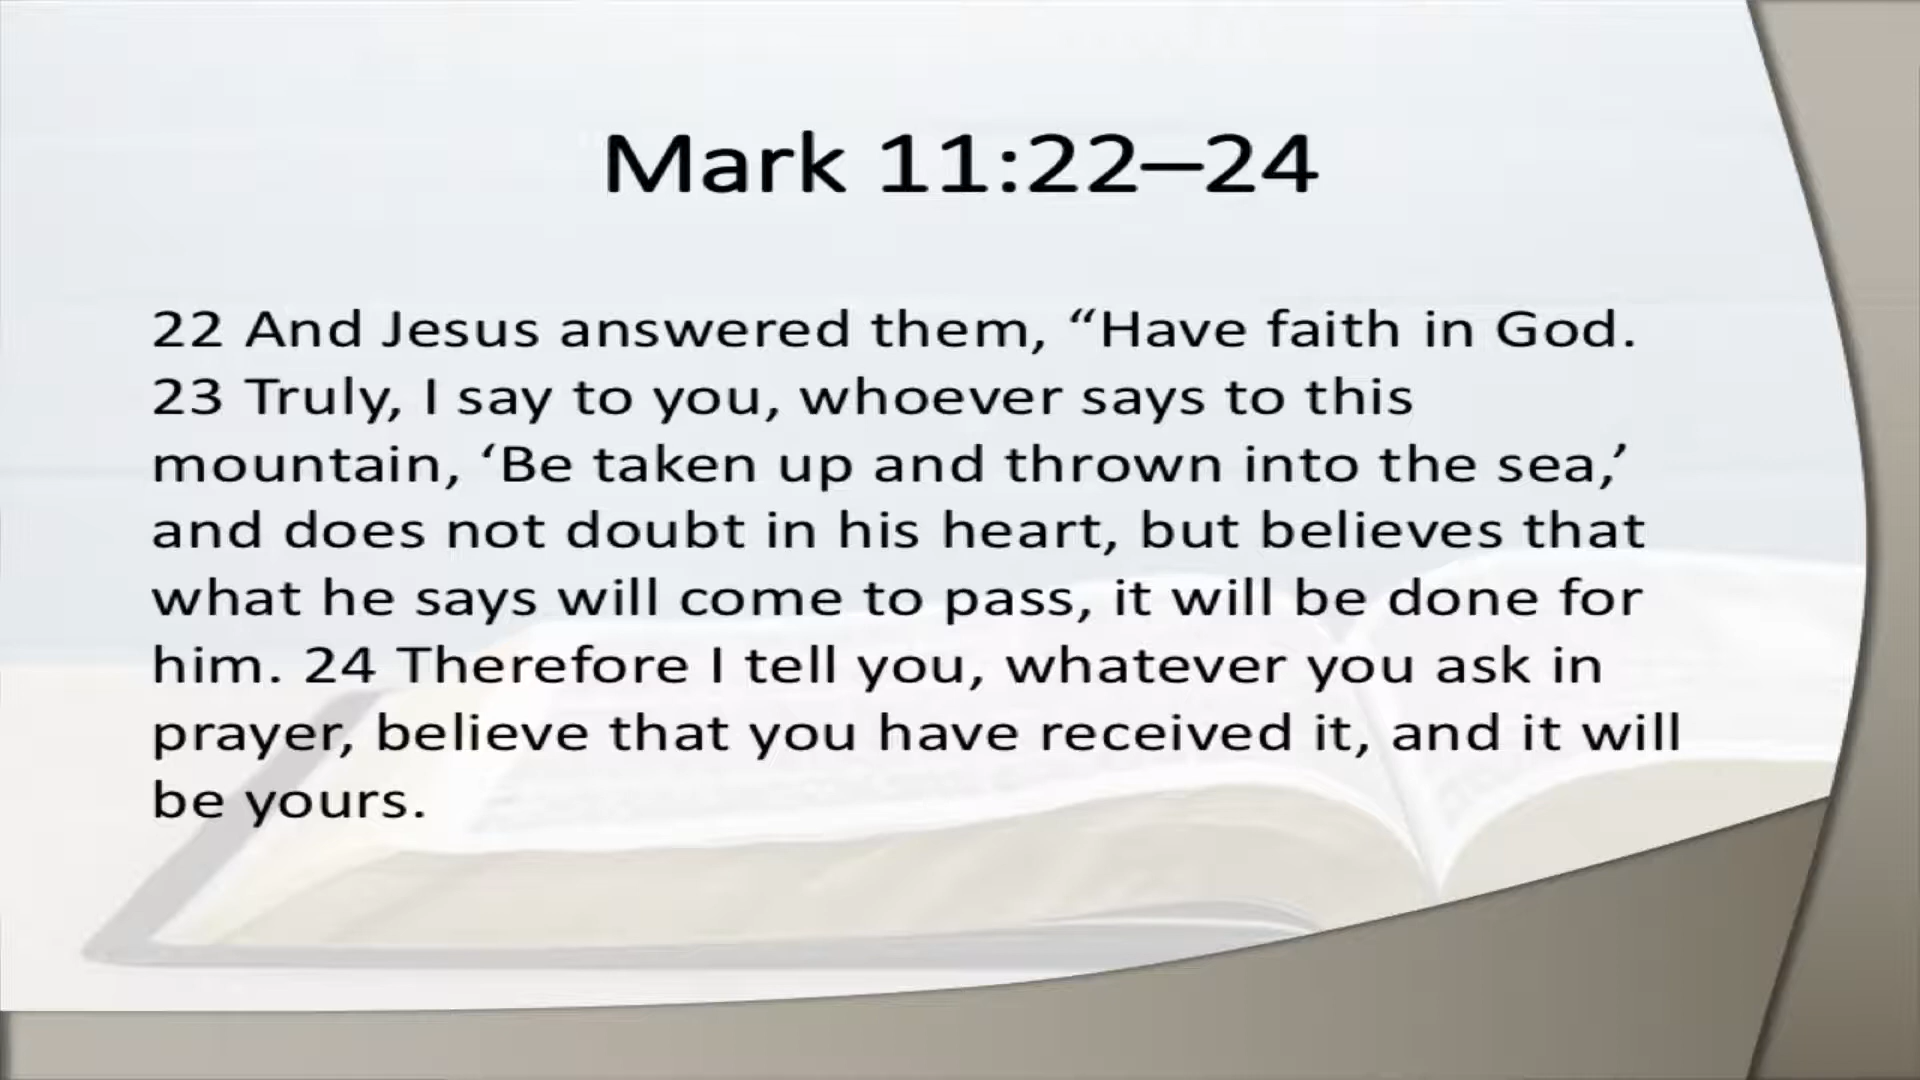 Mark 11:22–24
22 And Jesus answered them, “Have faith in God.
23 Truly, I say to you, whoever says to this
mountain, ‘Be taken up and thrown into the sea,’
and does not doubt in his heart, but believes that
what he says will come to pass, it will be done for
him. 24 Therefore I tell you, whatever you ask in
prayer, believe that you have received it, and it will
be yours.